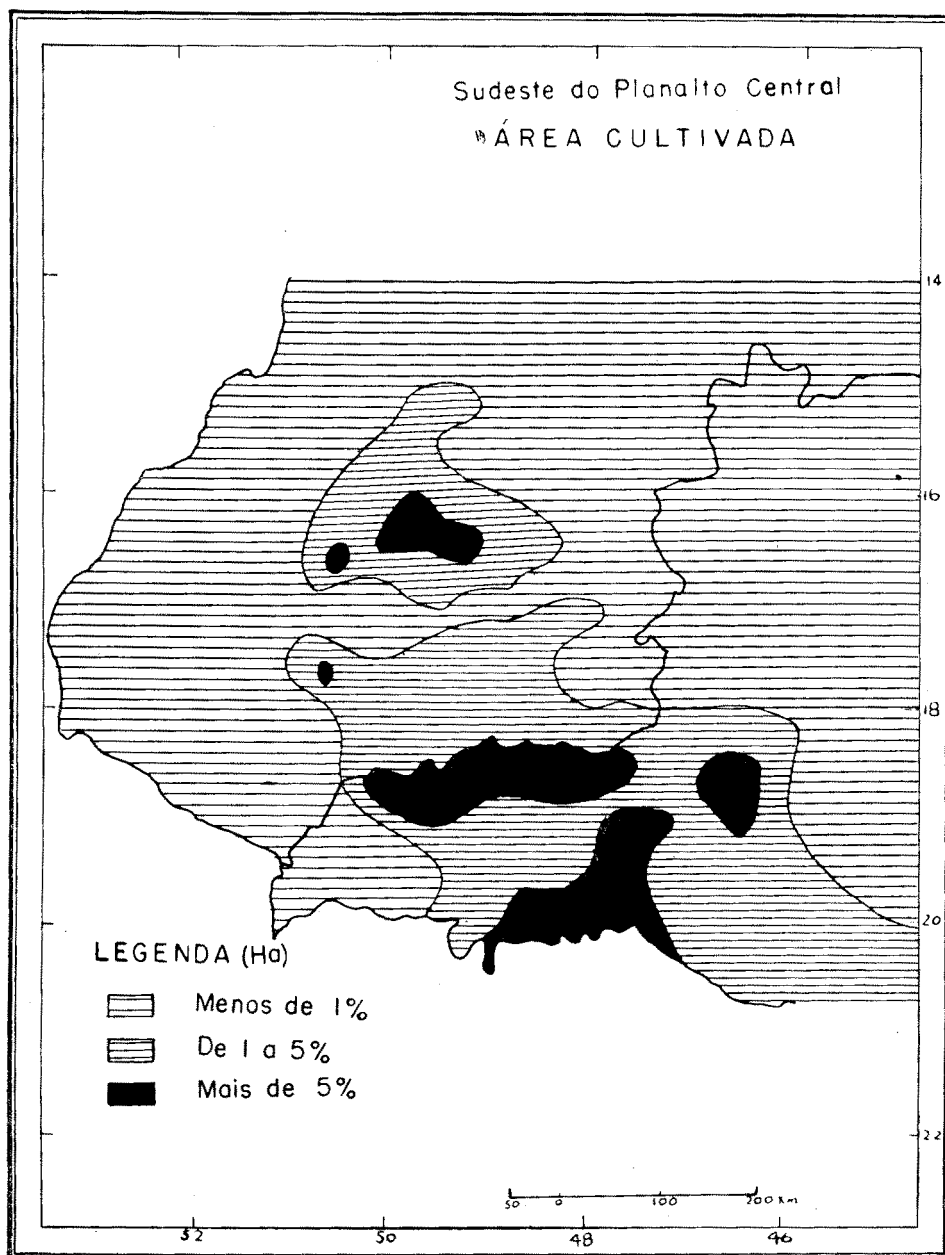 Sudeste do Planalto Central
ÁREA CULTIVADA
14
16
18
20
22
LEGENDA (Ha)
Menos de 1%
De 1 a 5%
Mais de 5%
50 0 100 200 Km
52 50 48 46